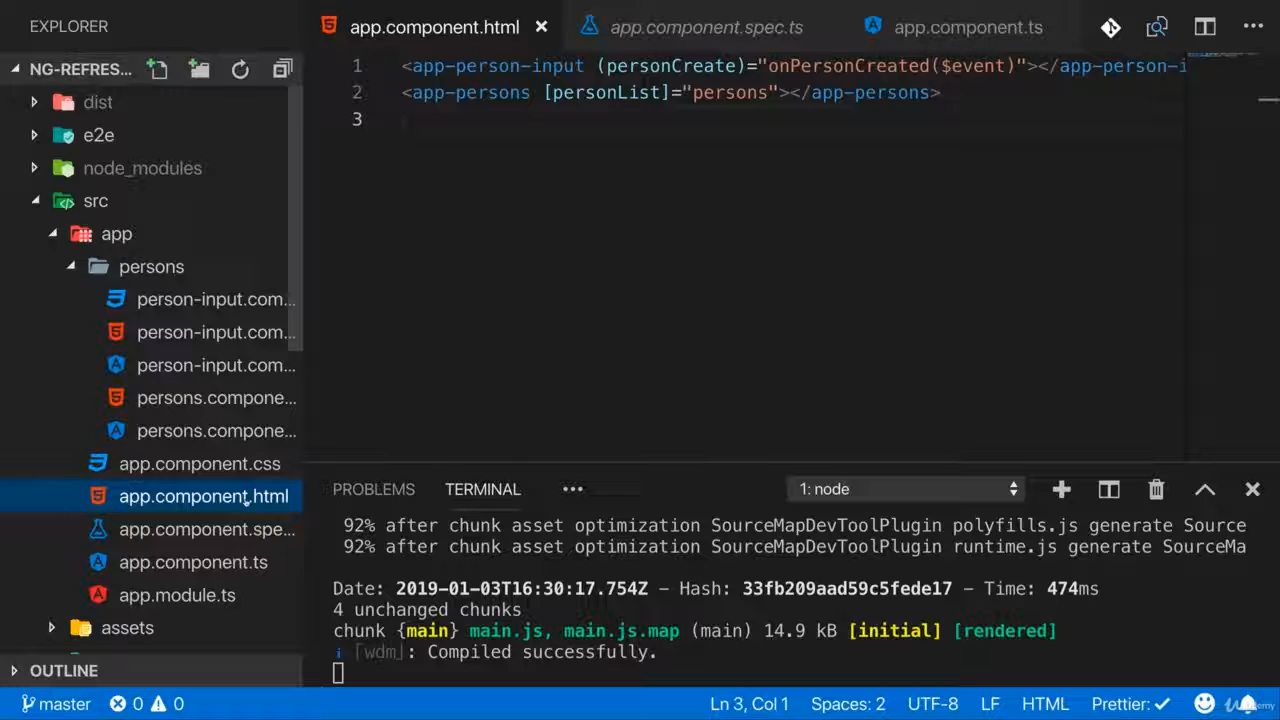 EXPLORER
app.component.html
app.component.spec.ts
app.component.ts
NG-REFRES...
dist
e2e
node_modules
src
app
persons
person-input.com...
person-input.com...
person-input.com...
persons.compone...
persons.compone...
app.component.css
app.component.html
app.component.spe...
app.component.ts
app.module.ts
assets
OUTLINE
1 <app-person-input (personCreate)="onPersonCreated($event)"></app-person-i
2 <app-persons [personList]="persons"></app-persons>
3
PROBLEMS TERMINAL ••• 1: node
92% after chunk asset optimization SourceMapDevToolPlugin polyfills.js generate Source
92% after chunk asset optimization SourceMapDevToolPlugin runtime.js generate SourceMa
Date: 2019-01-03T16:30:17.754Z - Hash: 33fb209aad59c5fede17 - Time: 474ms
4 unchanged chunks
chunk {main} main.js, main.js.map (main) 14.9 kB [initial] [rendered]
i ｢wdm｣: Compiled successfully.
master 0 0 Ln 3, Col 1 Spaces: 2 UTF-8 LF HTML Prettier: ✓